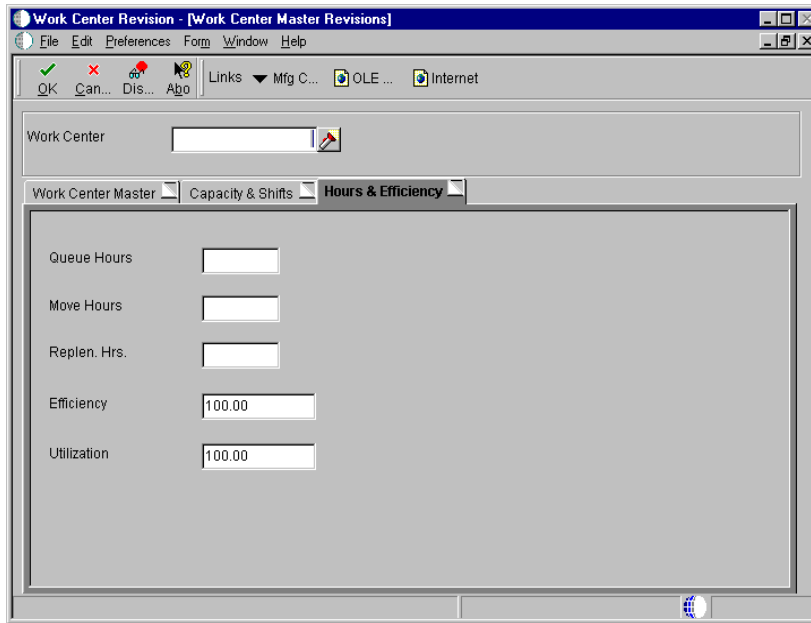 Work Center Revision - [Work Center Master Revisions]
File Edit Preferences Form Window Help
OK Can... Dis... Abo Links Mfg C... OLE ... Internet
Work Center
Work Center Master Capacity & Shifts Hours & Efficiency
Queue Hours
Move Hours
Replen. Hrs.
Efficiency 100.00
Utilization 100.00